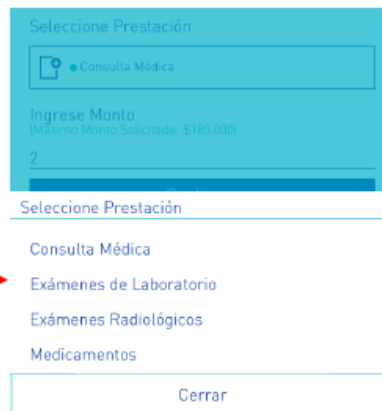 Seleccione Prestación
Consulta Médica
Ingrese Monto
(Máximo Monto Solicitado: $180.000)
2
Seleccione Prestación
Consulta Médica
Exámenes de Laboratorio
Exámenes Radiológicos
Medicamentos
Cerrar